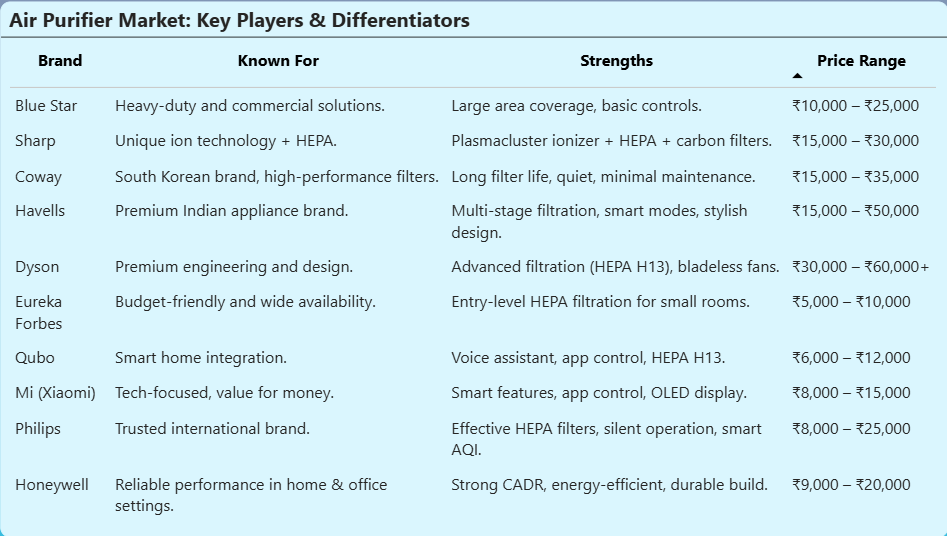 Air Purifier Market: Key Players & Differentiators
Brand Known For Strengths Price Range
Blue Star Heavy-duty and commercial solutions. Large area coverage, basic controls. ₹10,000 – ₹25,000
Sharp Unique ion technology + HEPA. Plasmacluster ionizer + HEPA + carbon filters. ₹15,000 – ₹30,000
Coway South Korean brand, high-performance filters. Long filter life, quiet, minimal maintenance. ₹15,000 – ₹35,000
Havells Premium Indian appliance brand. Multi-stage filtration, smart modes, stylish ₹15,000 – ₹50,000
design.
Dyson Premium engineering and design. Advanced filtration (HEPA H13), bladeless fans. ₹30,000 – ₹60,000+
Eureka Budget-friendly and wide availability. Entry-level HEPA filtration for small rooms. ₹5,000 – ₹10,000
Forbes
Qubo Smart home integration. Voice assistant, app control, HEPA H13. ₹6,000 – ₹12,000
Mi (Xiaomi) Tech-focused, value for money. Smart features, app control, OLED display. ₹8,000 – ₹15,000
Philips Trusted international brand. Effective HEPA filters, silent operation, smart ₹8,000 – ₹25,000
AQI.
Honeywell Reliable performance in home & office Strong CADR, energy-efficient, durable build. ₹9,000 – ₹20,000
settings.